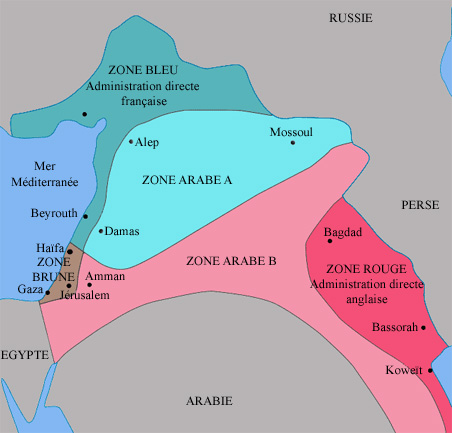 RUSSIE
ZONE BLEU
Administration directe
française
Alep
Mossoul
Mer
Méditerranée
ZONE ARABE A
Beyrouth
PERSE
Damas
Bagdad
Haïfa
ZONE
BRUNE
ZONE ARABE B
ZONE ROUGE
Administration directe
anglaise
Amman
Gaza
Jérusalem
Bassorah
EGYPTE
Koweït
ARABIE